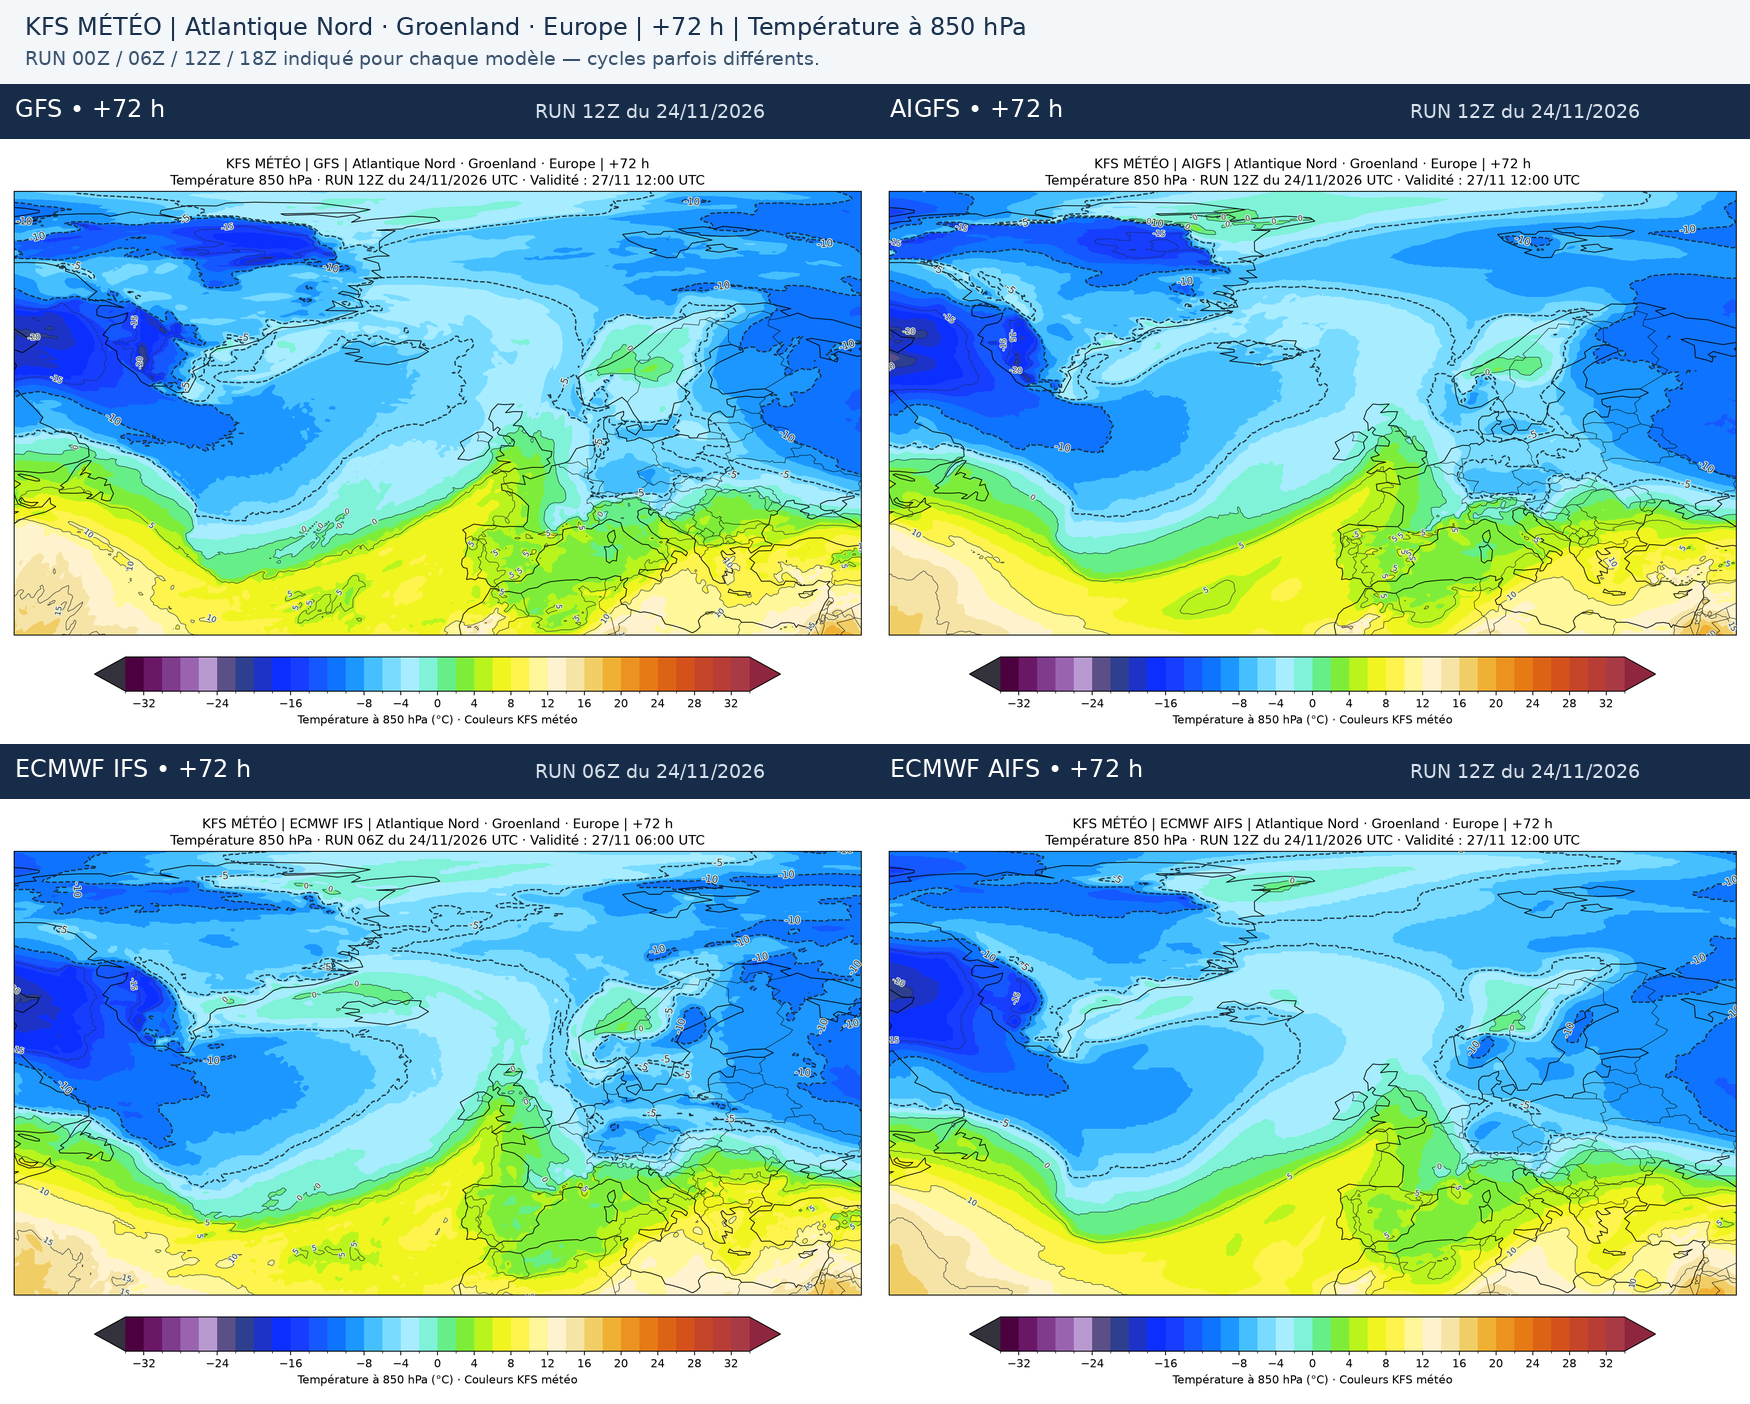 KFS MÉTÉO | Atlantique Nord · Groenland · Europe | +72 h | Température à 850 hPa
RUN 00Z / 06Z / 12Z / 18Z indiqué pour chaque modèle — cycles parfois différents.
GFS • +72 h
RUN 12Z du 24/11/2026
KFS MÉTÉO | GFS | Atlantique Nord · Groenland · Europe | +72 h
Température 850 hPa · RUN 12Z du 24/11/2026 UTC · Validité : 27/11 12:00 UTC
−32 −24 −16 −8 −4 0 4 8 12 16 20 24 28 32
Température à 850 hPa (°C) · Couleurs KFS météo
AIGFS • +72 h
RUN 12Z du 24/11/2026
KFS MÉTÉO | AIGFS | Atlantique Nord · Groenland · Europe | +72 h
Température 850 hPa · RUN 12Z du 24/11/2026 UTC · Validité : 27/11 12:00 UTC
−32 −24 −16 −8 −4 0 4 8 12 16 20 24 28 32
Température à 850 hPa (°C) · Couleurs KFS météo
ECMWF IFS • +72 h
RUN 06Z du 24/11/2026
KFS MÉTÉO | ECMWF IFS | Atlantique Nord · Groenland · Europe | +72 h
Température 850 hPa · RUN 06Z du 24/11/2026 UTC · Validité : 27/11 06:00 UTC
−32 −24 −16 −8 −4 0 4 8 12 16 20 24 28 32
Température à 850 hPa (°C) · Couleurs KFS météo
ECMWF AIFS • +72 h
RUN 12Z du 24/11/2026
KFS MÉTÉO | ECMWF AIFS | Atlantique Nord · Groenland · Europe | +72 h
Température 850 hPa · RUN 12Z du 24/11/2026 UTC · Validité : 27/11 12:00 UTC
−32 −24 −16 −8 −4 0 4 8 12 16 20 24 28 32
Température à 850 hPa (°C) · Couleurs KFS météo